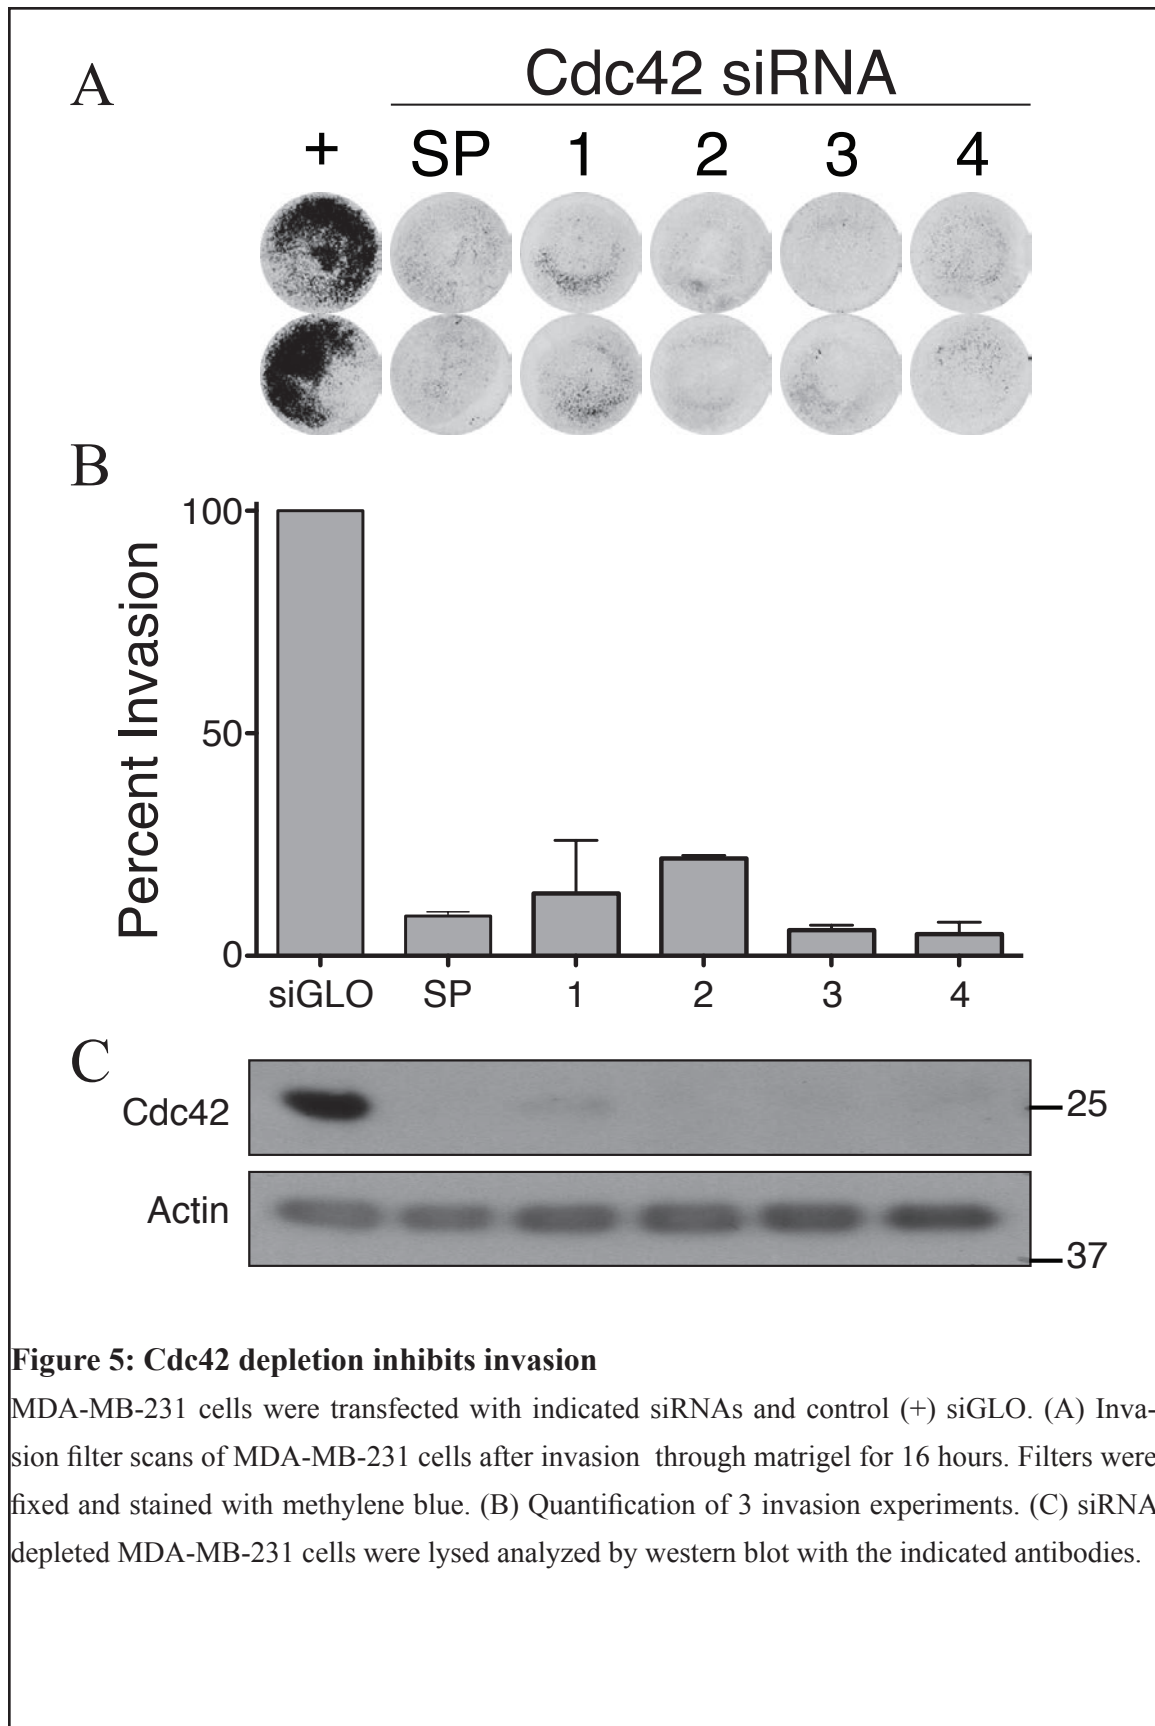 A
Cdc42 siRNA
+ SP 1 2 3 4
B
Percent Invasion
100
50
0
siGLO SP 1 2 3 4
C
Cdc42
25
Actin
37
Figure 5: Cdc42 depletion inhibits invasion
MDA-MB-231 cells were transfected with indicated siRNAs and control (+) siGLO. (A) Inva-
sion filter scans of MDA-MB-231 cells after invasion through matrigel for 16 hours. Filters were
fixed and stained with methylene blue. (B) Quantification of 3 invasion experiments. (C) siRNA
depleted MDA-MB-231 cells were lysed analyzed by western blot with the indicated antibodies.